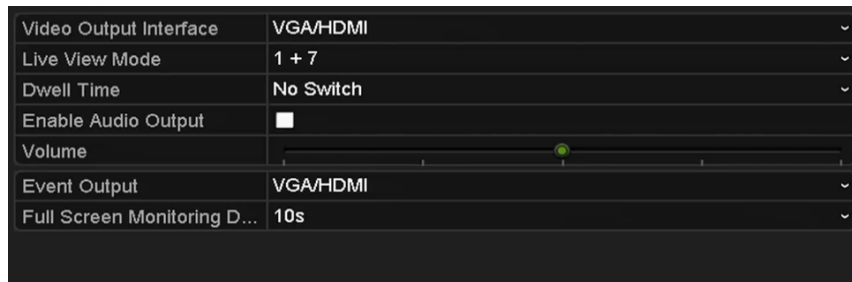 Video Output Interface VGA/HDMI
Live View Mode 1 + 7
Dwell Time No Switch
Enable Audio Output
Volume
Event Output VGA/HDMI
Full Screen Monitoring D... 10s